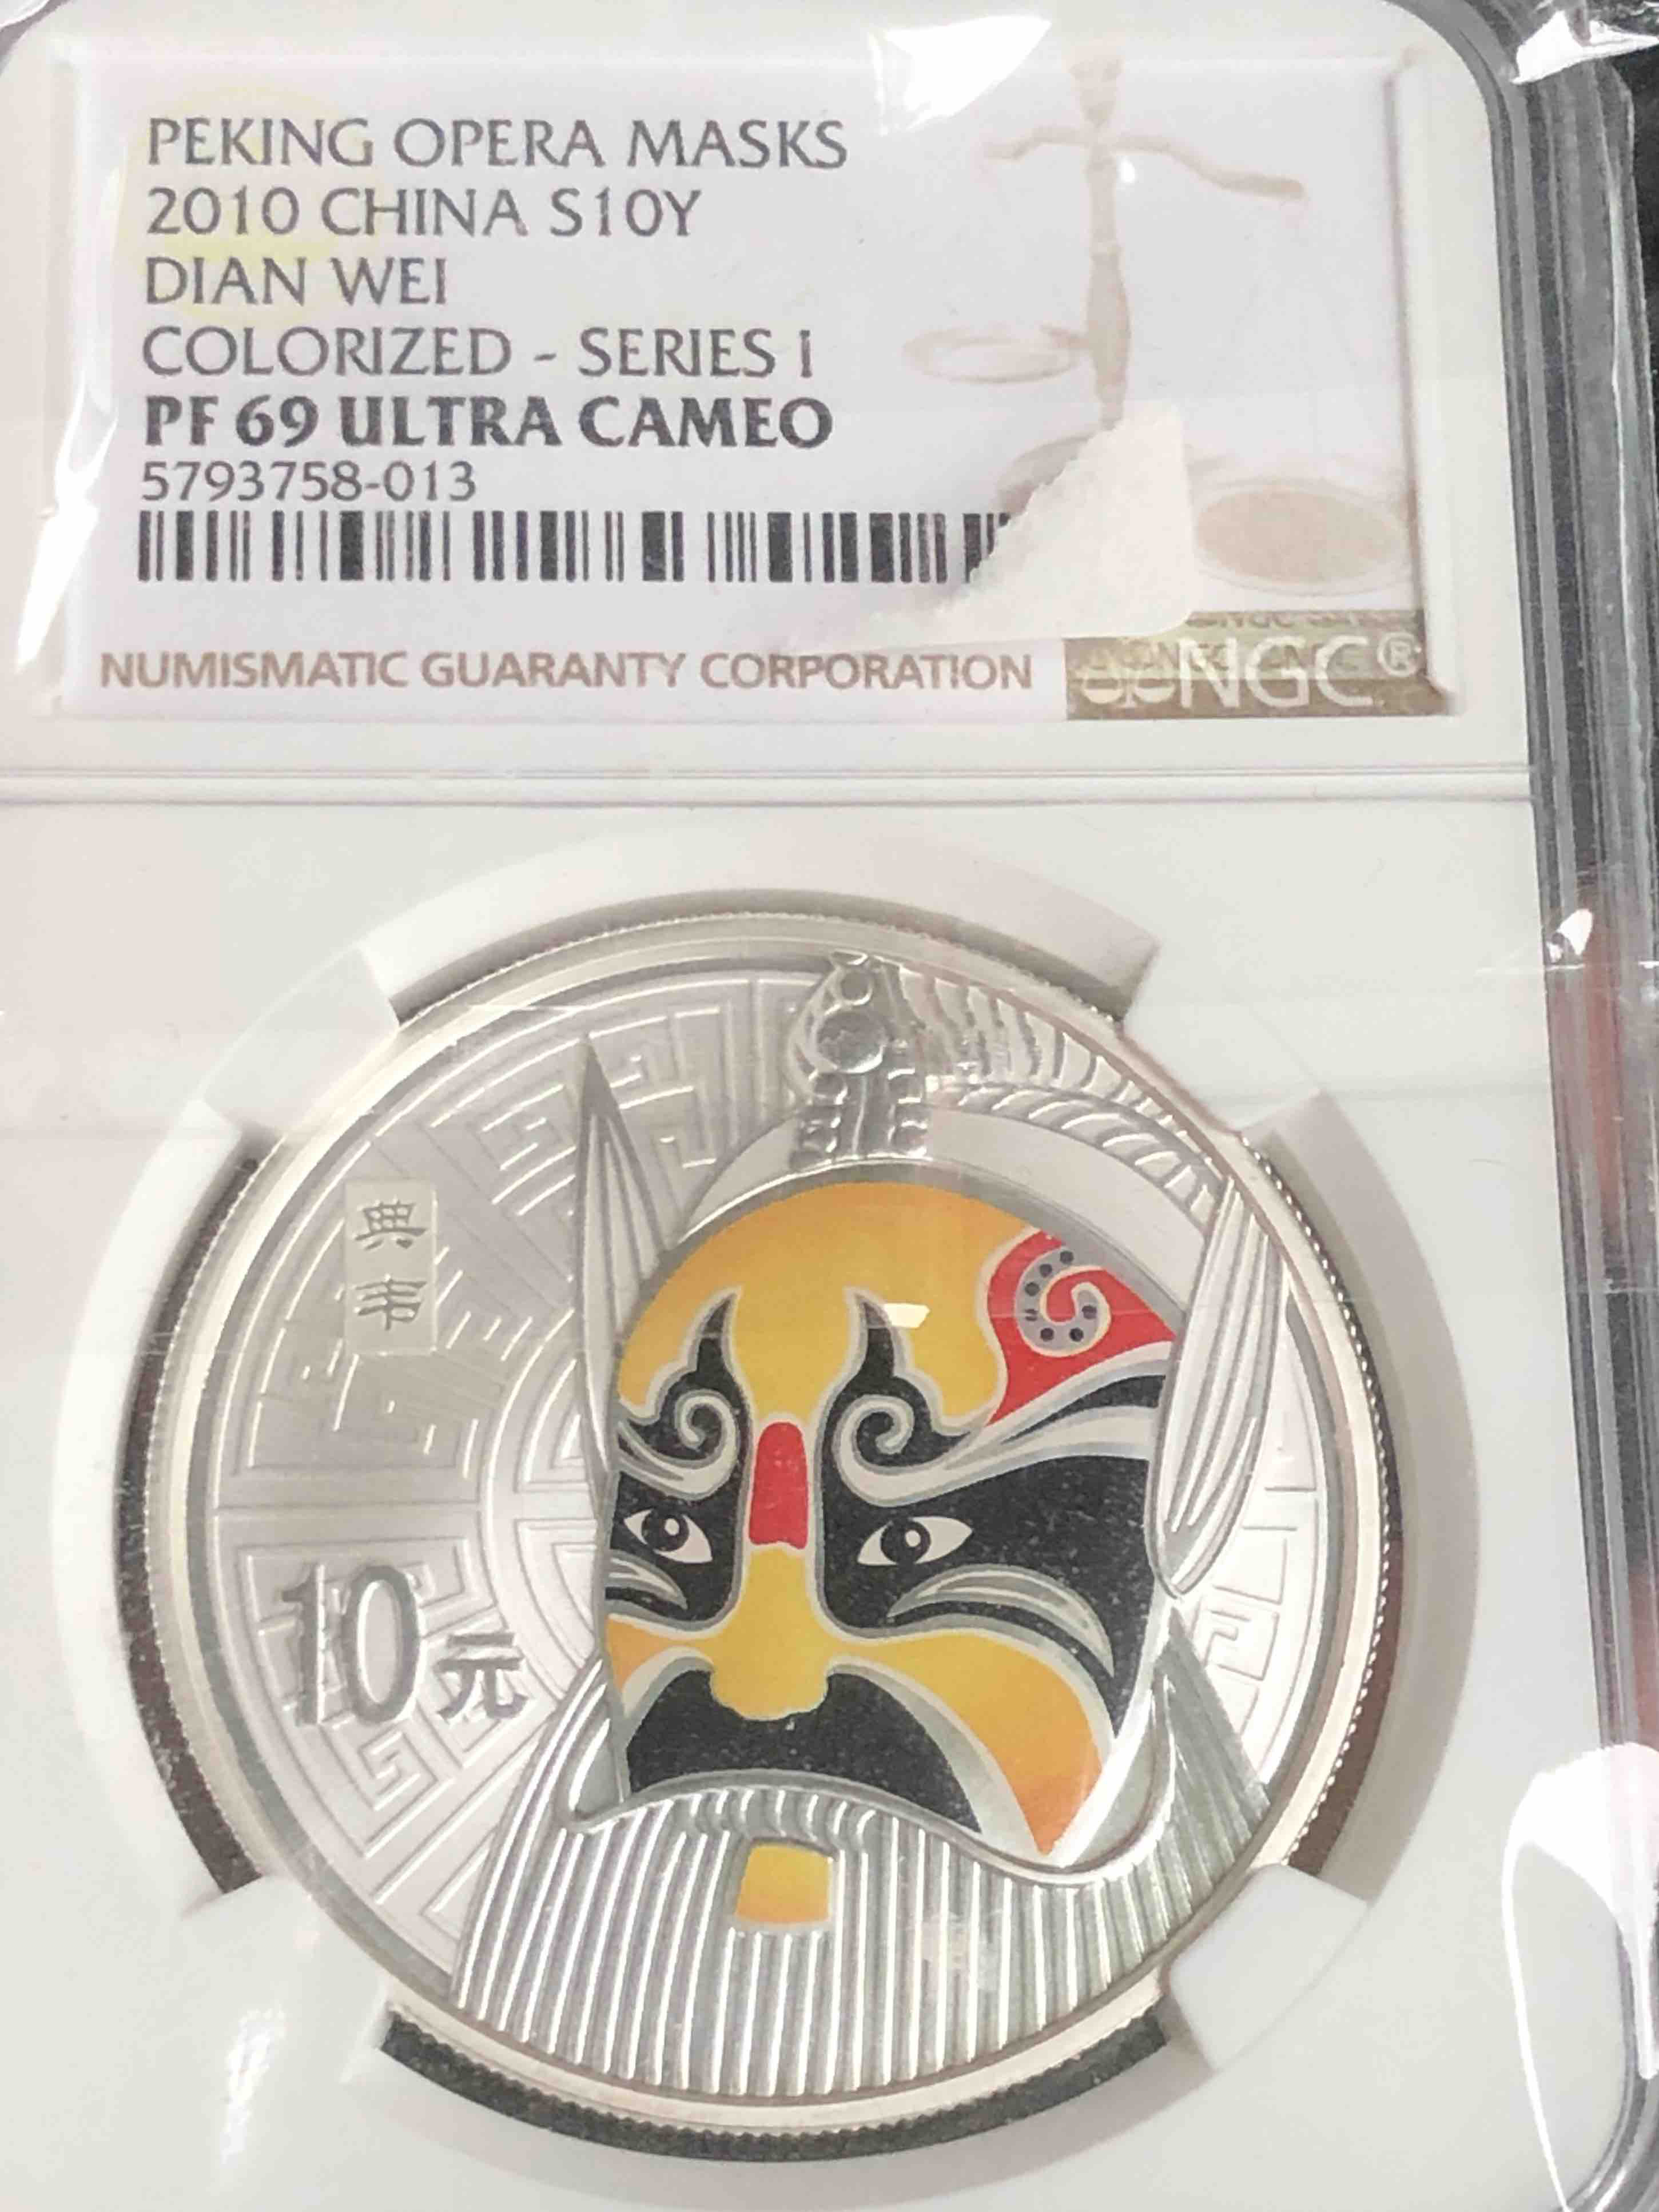 PEKING OPERA MASKS
2010 CHINA S10Y
DIAN WEI
COLORIZED - SERIES I
PF 69 ULTRA CAMEO
5793758-013
NUMISMATIC GUARANTY CORPORATION
NGC®
典韦
10元